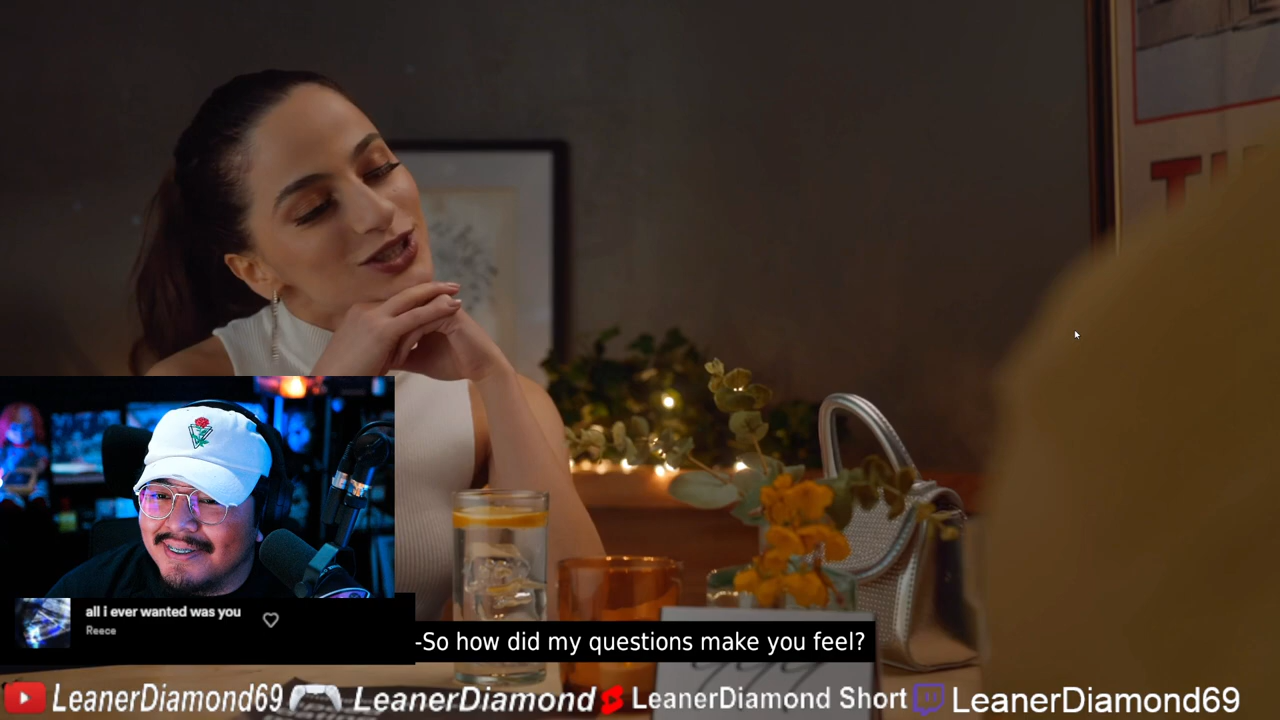 all i ever wanted was you
Reece
-So how did my questions make you feel?
LeanerDiamond69 LeanerDiamond LeanerDiamond Short LeanerDiamond69